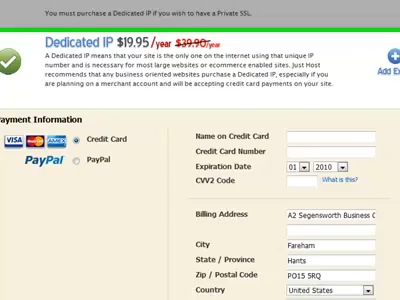 You must purchase a Dedicated IP if you wish to have a Private SSL.
Dedicated IP $19.95/year $39.90/year
A Dedicated IP means that your site is the only one on the internet using that unique IP
number and is necessary for most large websites or ecommerce enabled sites. Just Host
recommends that any business oriented websites purchase a Dedicated IP, especially if you
are planning on a merchant account and will be accepting credit card payments on your site.
Add
Payment Information
VISA Credit Card
PayPal PayPal
Name on Credit Card
Credit Card Number
Expiration Date 01 2010
CVV2 Code What is this?
Billing Address A2 Segensworth Business C
City Fareham
State / Province Hants
Zip / Postal Code PO15 5RQ
Country United States